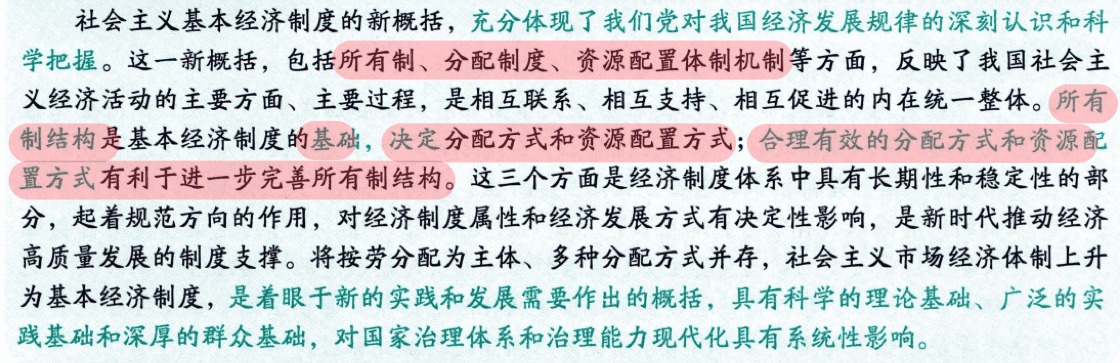 社会主义基本经济制度的新概括，充分体现了我们党对我国经济发展规律的深刻认识和科
学把握。这一新概括，包括所有制、分配制度、资源配置体制机制等方面，反映了我国社会主
义经济活动的主要方面、主要过程，是相互联系、相互支持、相互促进的内在统一整体。所有
制结构是基本经济制度的基础，决定分配方式和资源配置方式；合理有效的分配方式和资源配
置方式有利于进一步完善所有制结构。这三个方面是经济制度体系中具有长期性和稳定性的部
分，起着规范方向的作用，对经济制度属性和经济发展方式有决定性影响，是新时代推动经济
高质量发展的制度支撑。将按劳分配为主体、多种分配方式并存，社会主义市场经济体制上升
为基本经济制度，是着眼于新的实践和发展需要作出的概括，具有科学的理论基础、广泛的实
践基础和深厚的群众基础，对国家治理体系和治理能力现代化具有系统性影响。